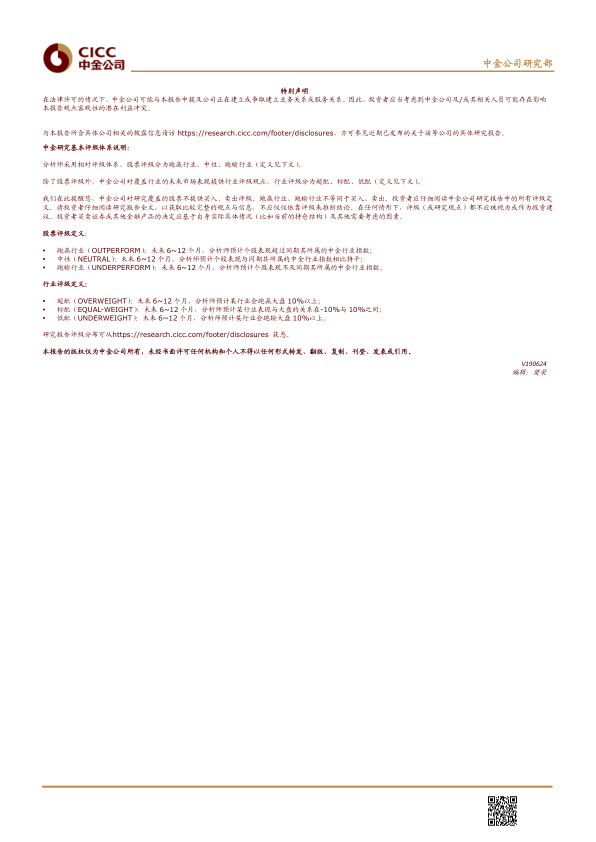 CICC
中金公司
中金公司研究部
特别声明
在法律许可的情况下，中金公司可能与本报告中提及公司正在建立或争取建立业务关系或服务关系。因此，投资者应当考虑到中金公司及/或其相关人员可能存在影响
本报告观点客观性的潜在利益冲突。
与本报告所含具体公司相关的披露信息请访 https://research.cicc.com/footer/disclosures，亦可参见近期已发布的关于该等公司的具体研究报告。
中金研究基本评级体系说明：
分析师采用相对评级体系，股票评级分为跑赢行业、中性、跑输行业（定义见下文）。
除了股票评级外，中金公司对覆盖行业的未来市场表现提供行业评级观点，行业评级分为超配、标配、低配（定义见下文）。
我们在此提醒您，中金公司对研究覆盖的股票不提供买入、卖出评级。跑赢行业、跑输行业不等同于买入、卖出。投资者应仔细阅读中金公司研究报告中的所有评级定
义。请投资者仔细阅读研究报告全文，以获取比较完整的观点与信息，不应仅仅依靠评级来推断结论。在任何情形下，评级（或研究观点）都不应被视为或作为投资建
议。投资者买卖证券或其他金融产品的决定应基于自身实际具体情况（比如当前的持仓结构）及其他需要考虑的因素。
股票评级定义：
• 跑赢行业（OUTPERFORM）：未来 6~12 个月，分析师预计个股表现超过同期其所属的中金行业指数；
• 中性（NEUTRAL）：未来 6~12 个月，分析师预计个股表现与同期其所属的中金行业指数相比持平；
• 跑输行业（UNDERPERFORM）：未来 6~12 个月，分析师预计个股表现不及同期其所属的中金行业指数。
行业评级定义：
• 超配（OVERWEIGHT）：未来 6~12 个月，分析师预计某行业会跑赢大盘 10%以上；
• 标配（EQUAL-WEIGHT）：未来 6~12 个月，分析师预计某行业表现与大盘的关系在-10%与 10%之间；
• 低配（UNDERWEIGHT）：未来 6~12 个月，分析师预计某行业会跑输大盘 10%以上。
研究报告评级分布可从https://research.cicc.com/footer/disclosures 获悉。
本报告的版权仅为中金公司所有，未经书面许可任何机构和个人不得以任何形式转发、翻版、复制、刊登、发表或引用。
V190624
编辑：